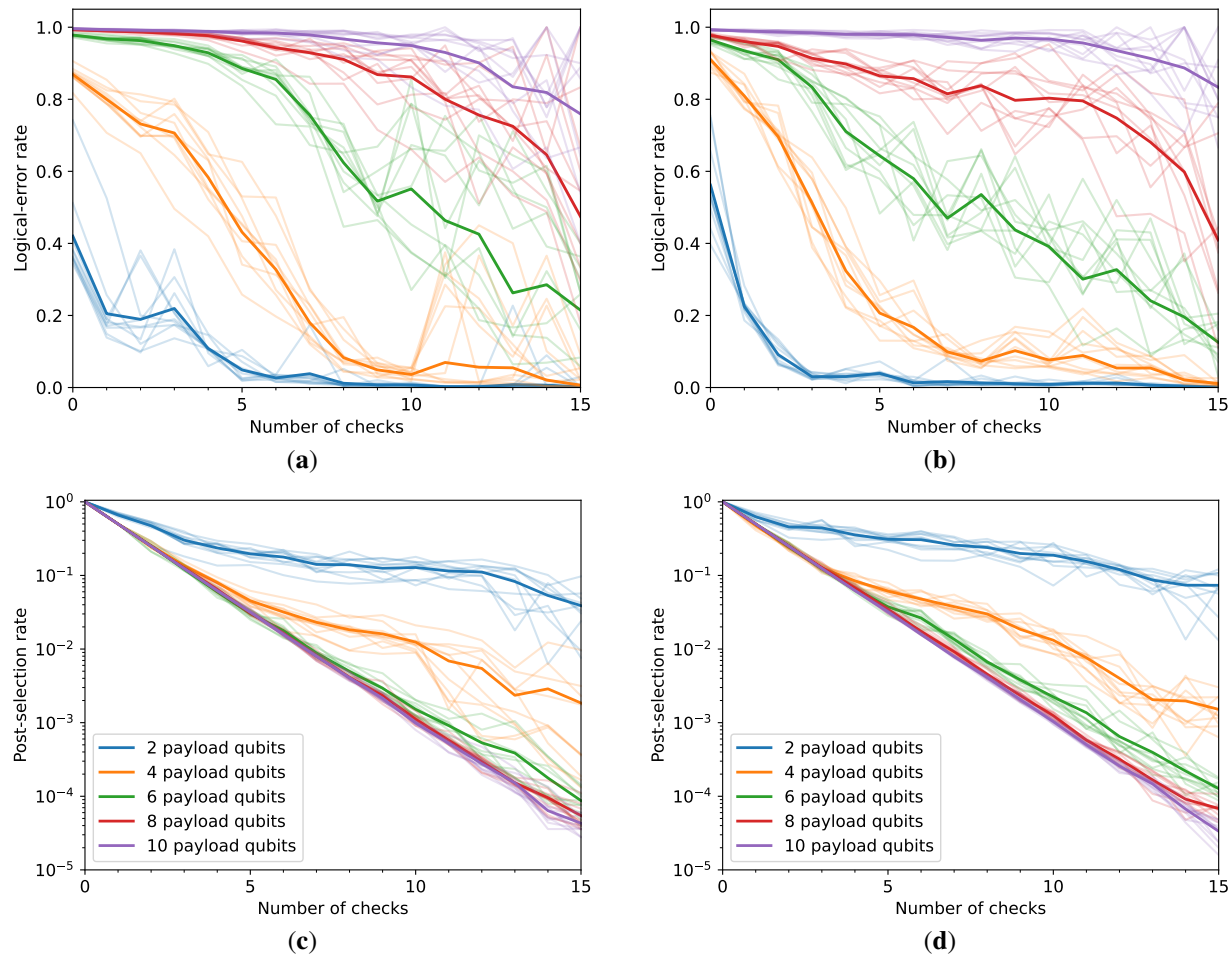 1.0
0.8
0.6
0.4
0.2
0.0
Logical-error rate
0 5 10 15
Number of checks
(a)
1.0
0.8
0.6
0.4
0.2
0.0
Logical-error rate
0 5 10 15
Number of checks
(b)
10⁰
10⁻¹
10⁻²
10⁻³
10⁻⁴
10⁻⁵
Post-selection rate
2 payload qubits
4 payload qubits
6 payload qubits
8 payload qubits
10 payload qubits
0 5 10 15
Number of checks
(c)
10⁰
10⁻¹
10⁻²
10⁻³
10⁻⁴
10⁻⁵
Post-selection rate
2 payload qubits
4 payload qubits
6 payload qubits
8 payload qubits
10 payload qubits
0 5 10 15
Number of checks
(d)